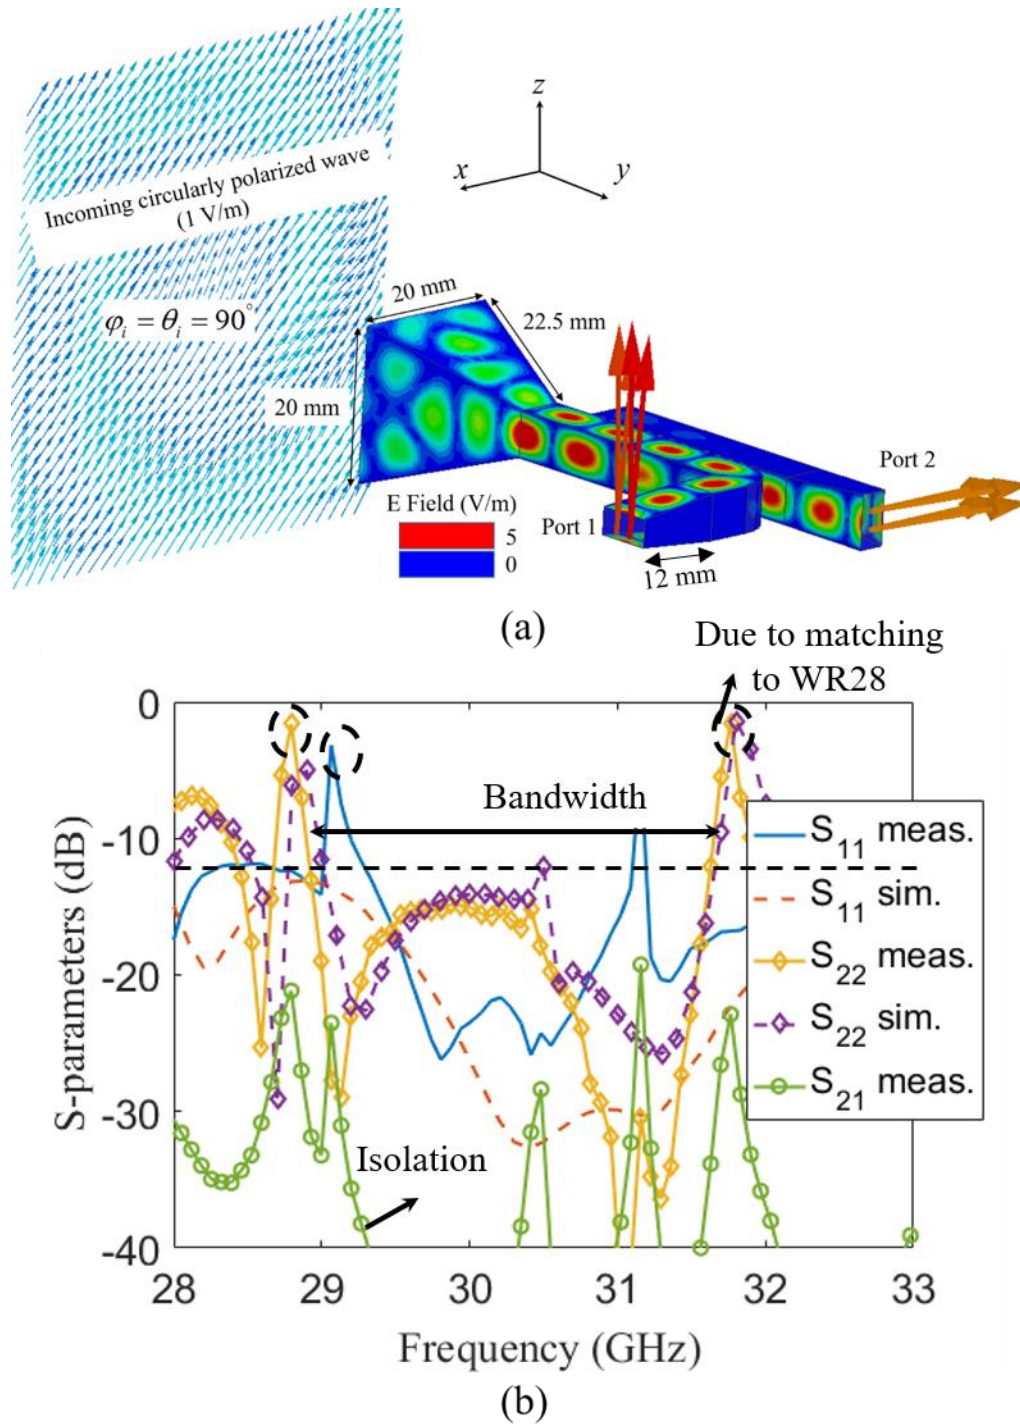 z
x
y
Incoming circularly polarized wave
(1 V/m)
φᵢ = θᵢ = 90°
20 mm
22.5 mm
20 mm
E Field (V/m)
5
0
Port 1
Port 2
12 mm
(a)
Due to matching
to WR28
Bandwidth
Isolation
S₁₁ meas.
S₁₁ sim.
S₂₂ meas.
S₂₂ sim.
S₂₁ meas.
S-parameters (dB)
0
-10
-20
-30
-40
28 29 30 31 32 33
Frequency (GHz)
(b)